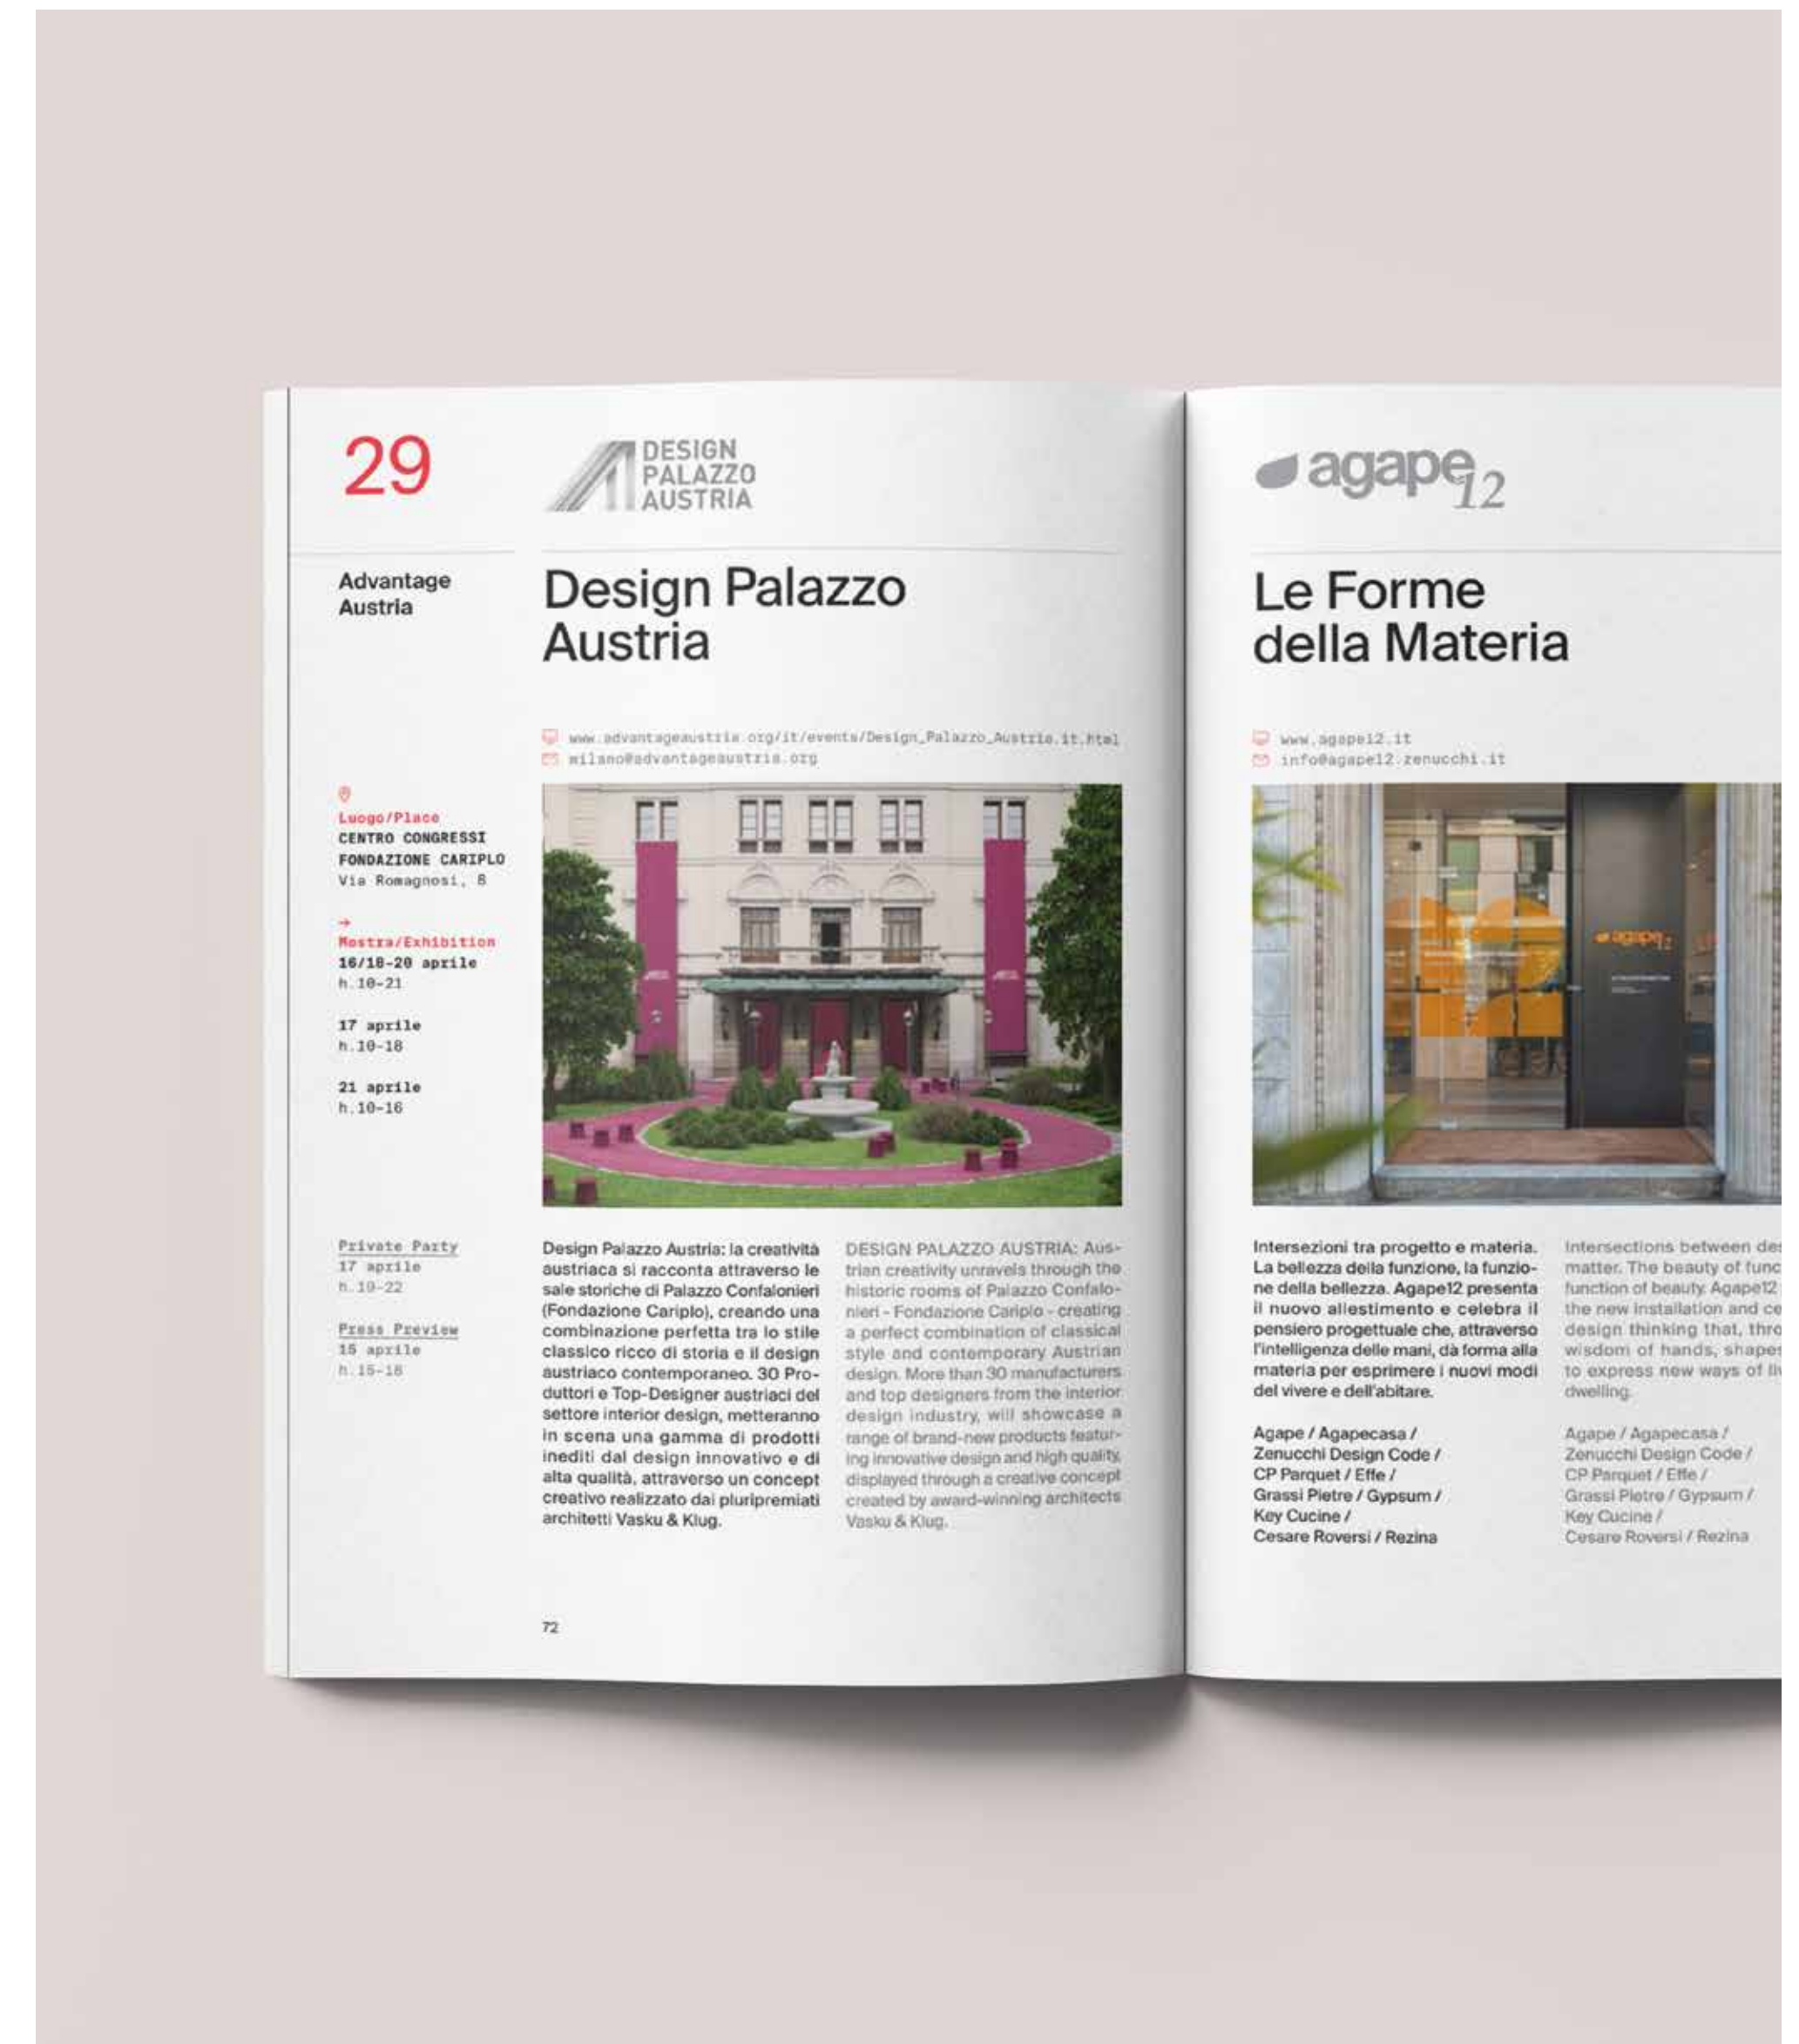 29
DESIGN
PALAZZO
AUSTRIA
Advantage
Austria
Design Palazzo
Austria
www.advantageaustria.org/it/events/Design_Palazzo_Austria.it.html
milano@advantageaustria.org
Luogo/Place
CENTRO CONGRESSI
FONDAZIONE CARIPLO
Via Romagnosi, 8
Mostra/Exhibition
16/18-20 aprile
h.10-21
17 aprile
h.10-18
21 aprile
h.10-16
Private Party
17 aprile
h.19-22
Press Preview
15 aprile
h.15-18
Design Palazzo Austria: la creatività
austriaca si racconta attraverso le
sale storiche di Palazzo Confalonieri
(Fondazione Cariplo), creando una
combinazione perfetta tra lo stile
classico ricco di storia e il design
austriaco contemporaneo. 30 Pro-
duttori e Top-Designer austriaci del
settore interior design, metteranno
in scena una gamma di prodotti
inediti dal design innovativo e di
alta qualità, attraverso un concept
creativo realizzato dai pluripremiati
architetti Vasku & Klug.
DESIGN PALAZZO AUSTRIA: Aus-
trian creativity unravels through the
historic rooms of Palazzo Confalo-
nieri - Fondazione Cariplo - creating
a perfect combination of classical
style and contemporary Austrian
design. More than 30 manufacturers
and top designers from the interior
design industry, will showcase a
range of brand-new products featur-
ing innovative design and high quality,
displayed through a creative concept
created by award-winning architects
Vasku & Klug.
72
agape12
Le Forme
della Materia
www.agape12.it
info@agape12.zenucchi.it
12
agape12
Intersezioni tra progetto e materia.
La bellezza della funzione, la funzio-
ne della bellezza. Agape12 presenta
il nuovo allestimento e celebra il
pensiero progettuale che, attraverso
l'intelligenza delle mani, dà forma alla
materia per esprimere i nuovi modi
del vivere e dell'abitare.
Agape / Agapecasa /
Zenucchi Design Code /
CP Parquet / Effe /
Grassi Pietre / Gypsum /
Key Cucine /
Cesare Roversi / Rezina
Intersections between
matter. The beauty of
function of beauty. Agape12
the new installation and
design thinking that,
wisdom of hands, shapes
to express new ways of
dwelling.
Agape / Agapecasa /
Zenucchi Design Code /
CP Parquet / Effe /
Grassi Pietre / Gypsum /
Key Cucine /
Cesare Roversi / Rezina